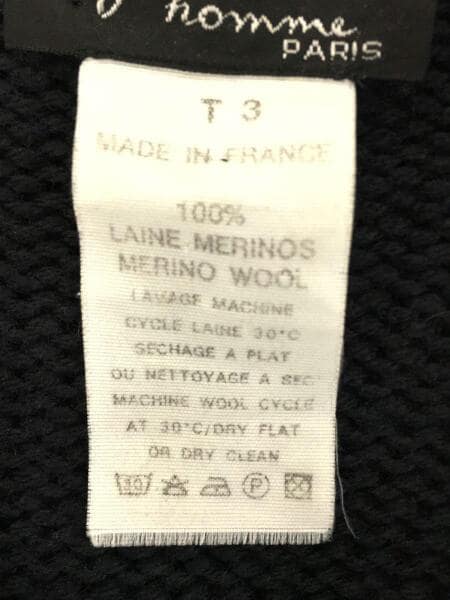 homme
PARIS
T 3
MADE IN FRANCE
100%
LAINE MERINOS
MERINO WOOL
LAVAGE MACHINE
CYCLE LAINE 30°C
SECHAGE A PLAT
OU NETTOYAGE A SEC
MACHINE WOOL CYCLE
AT 30°C/DRY FLAT
OR DRY CLEAN
30 P